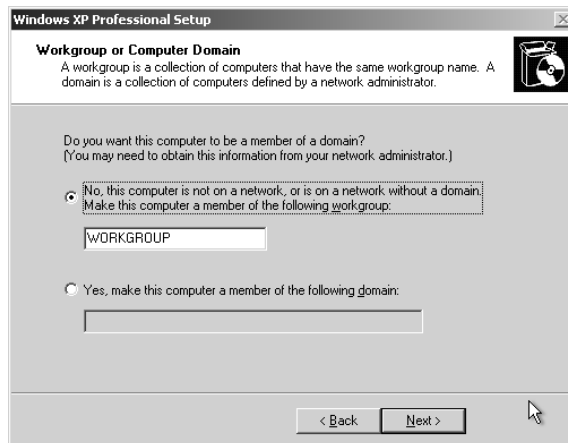 Windows XP Professional Setup
Workgroup or Computer Domain
A workgroup is a collection of computers that have the same workgroup name. A
domain is a collection of computers defined by a network administrator.
Do you want this computer to be a member of a domain?
(You may need to obtain this information from your network administrator.)
No, this computer is not on a network, or is on a network without a domain.
Make this computer a member of the following workgroup:
WORKGROUP
Yes, make this computer a member of the following domain:
< Back
Next >